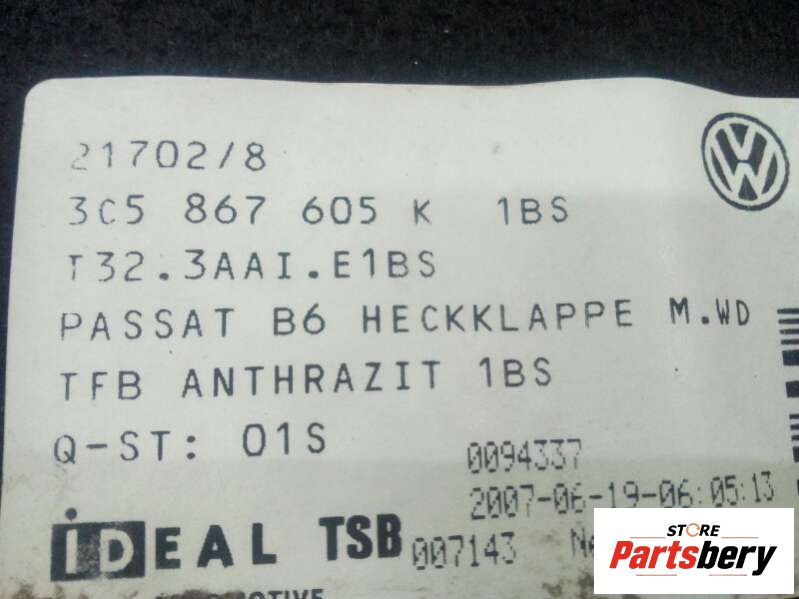 21702/8
3C5 867 605 K 1BS
T32.3AAI.E1BS
PASSAT B6 HECKKLAPPE M.WD
TFB ANTHRAZIT 1BS
Q-ST: 01S
0094337
2007-06-19-06:05:13
iDEAL TSB
007143
STORE
Partsbery